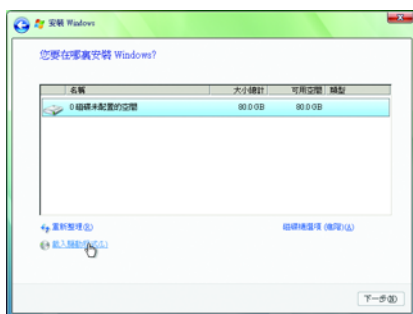 安裝 Windows
您要在哪裏安裝 Windows?
名稱 大小總計 可用空間 類型
0 磁碟未配置的空間 80.0 GB 80.0 GB
重新整理(R) 磁碟機選項 (進階)(A)
載入驅動程式(L)
下一步(N)